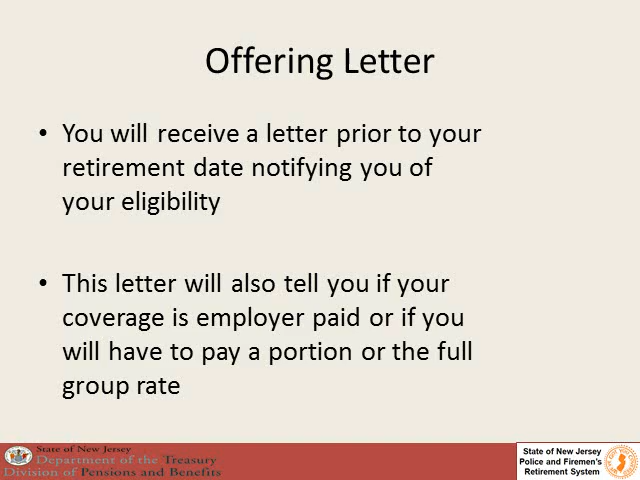 Offering Letter
• You will receive a letter prior to your
retirement date notifying you of
your eligibility
• This letter will also tell you if your
coverage is employer paid or if you
will have to pay a portion or the full
group rate
State of New Jersey
Department of the Treasury
Division of Pensions and Benefits
State of New Jersey
Police and Firemen's
Retirement System